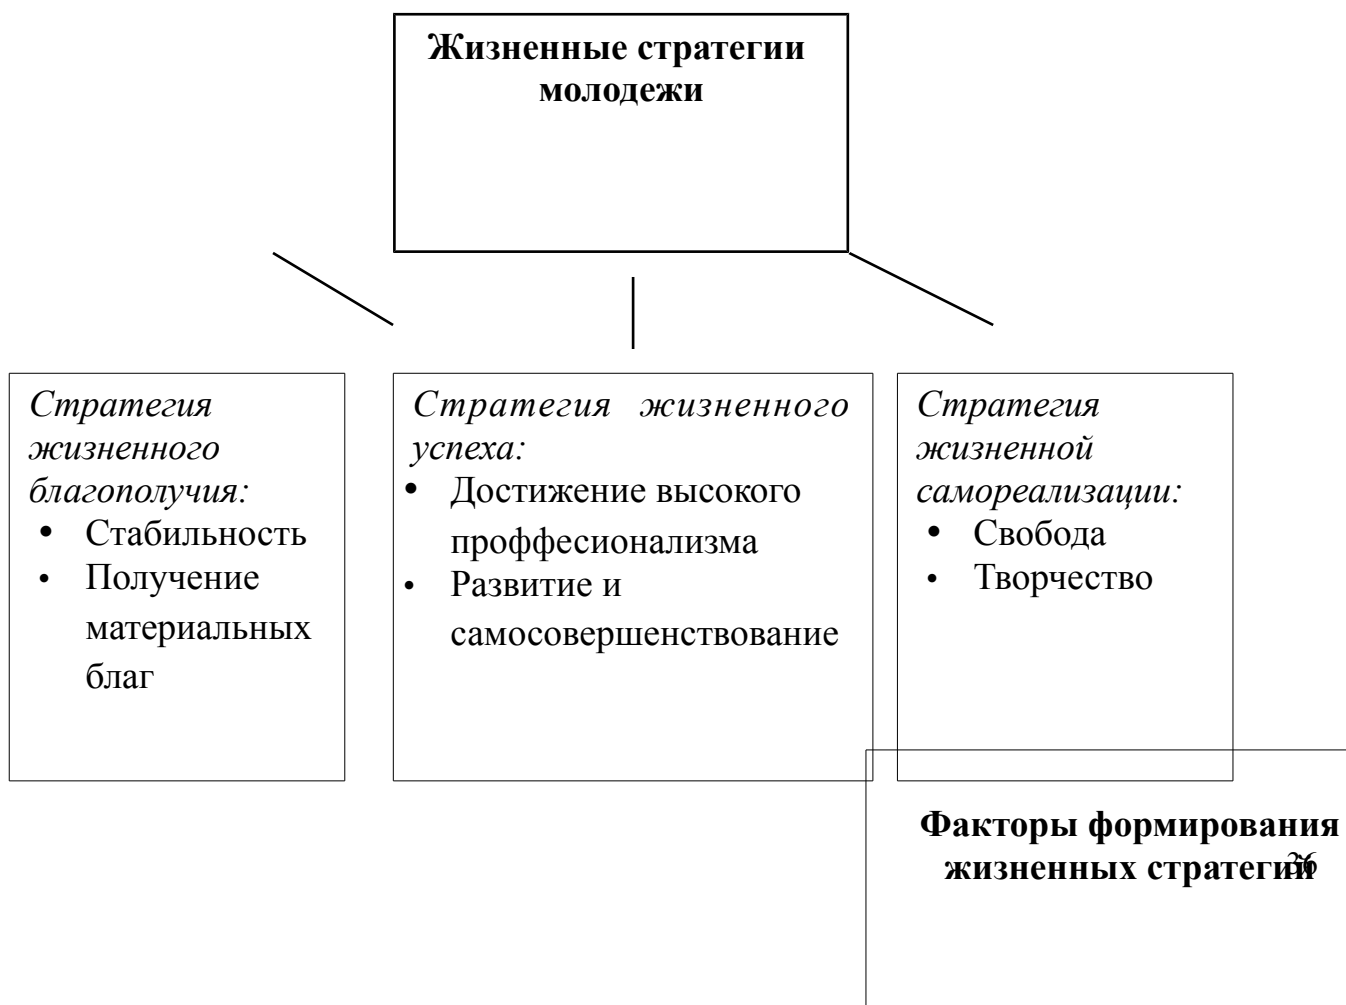 Жизненные стратегии
молодежи
Стратегия
жизненного
благополучия:
• Стабильность
• Получение
материальных
благ
Стратегия жизненного
успеха:
• Достижение высокого
проффесионализма
• Развитие и
самосовершенствование
Стратегия
жизненной
самореализации:
• Свобода
• Творчество
Факторы формирования
жизненных стратегий
36